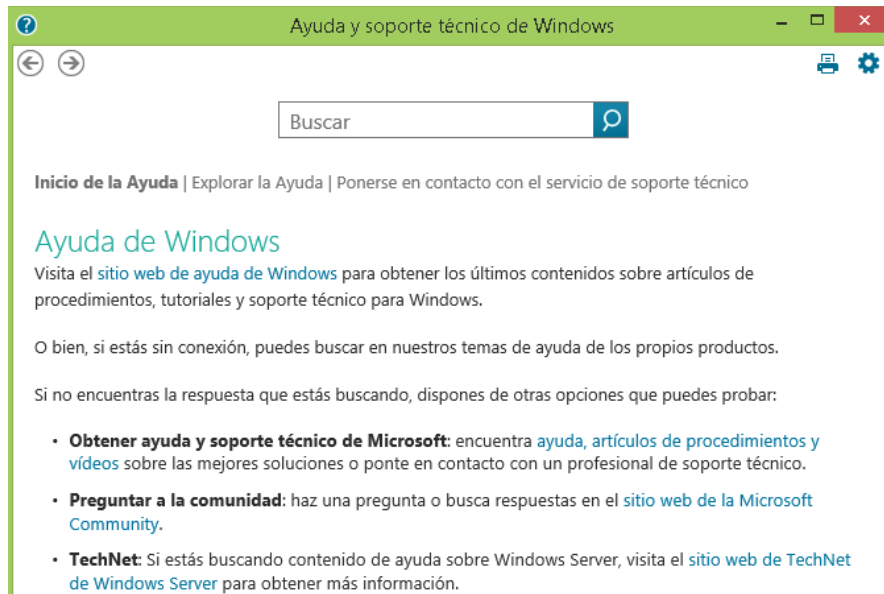 Ayuda y soporte técnico de Windows
Buscar
Inicio de la Ayuda | Explorar la Ayuda | Ponerse en contacto con el servicio de soporte técnico
Ayuda de Windows
Visita el sitio web de ayuda de Windows para obtener los últimos contenidos sobre artículos de
procedimientos, tutoriales y soporte técnico para Windows.
O bien, si estás sin conexión, puedes buscar en nuestros temas de ayuda de los propios productos.
Si no encuentras la respuesta que estás buscando, dispones de otras opciones que puedes probar:
• Obtener ayuda y soporte técnico de Microsoft: encuentra ayuda, artículos de procedimientos y
vídeos sobre las mejores soluciones o ponte en contacto con un profesional de soporte técnico.
• Preguntar a la comunidad: haz una pregunta o busca respuestas en el sitio web de la Microsoft
Community.
• TechNet: Si estás buscando contenido de ayuda sobre Windows Server, visita el sitio web de TechNet
de Windows Server para obtener más información.